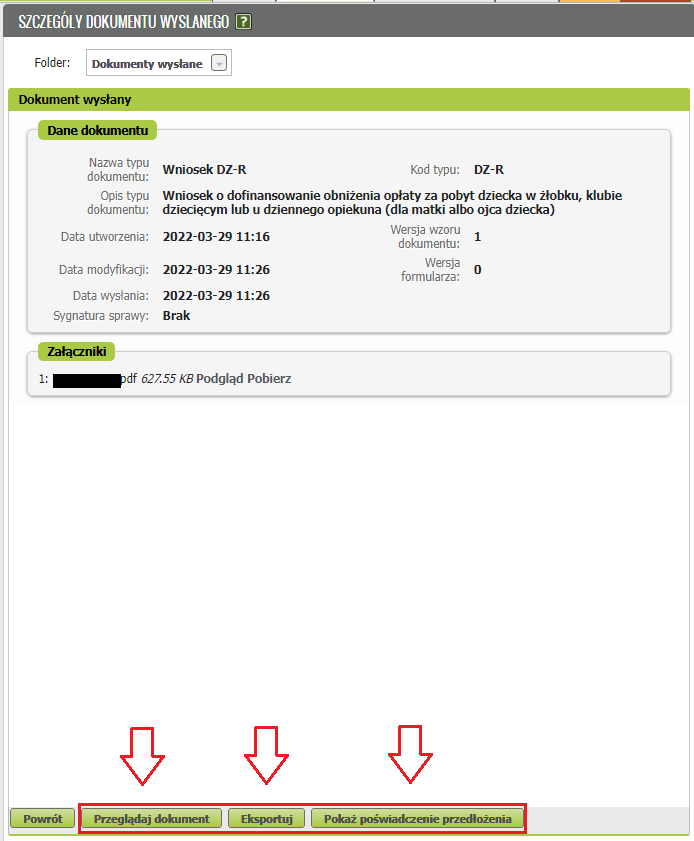 SZCZEGÓŁY DOKUMENTU WYSLANEGO ?
Folder: Dokumenty wysłane
Dokument wysłany
Dane dokumentu
Nazwa typu dokumentu: Wniosek DZ-R Kod typu: DZ-R
Opis typu dokumentu: Wniosek o dofinansowanie obniżenia opłaty za pobyt dziecka w żłobku, klubie
dziecięcym lub u dziennego opiekuna (dla matki albo ojca dziecka)
Data utworzenia: 2022-03-29 11:16 Wersja wzoru dokumentu: 1
Data modyfikacji: 2022-03-29 11:26 Wersja formularza: 0
Data wysłania: 2022-03-29 11:26
Sygnatura sprawy: Brak
Załączniki
1: pdf 627.55 KB Podgląd Pobierz
Powrót Przeglądaj dokument Eksportuj Pokaż poświadczenie przedłożenia